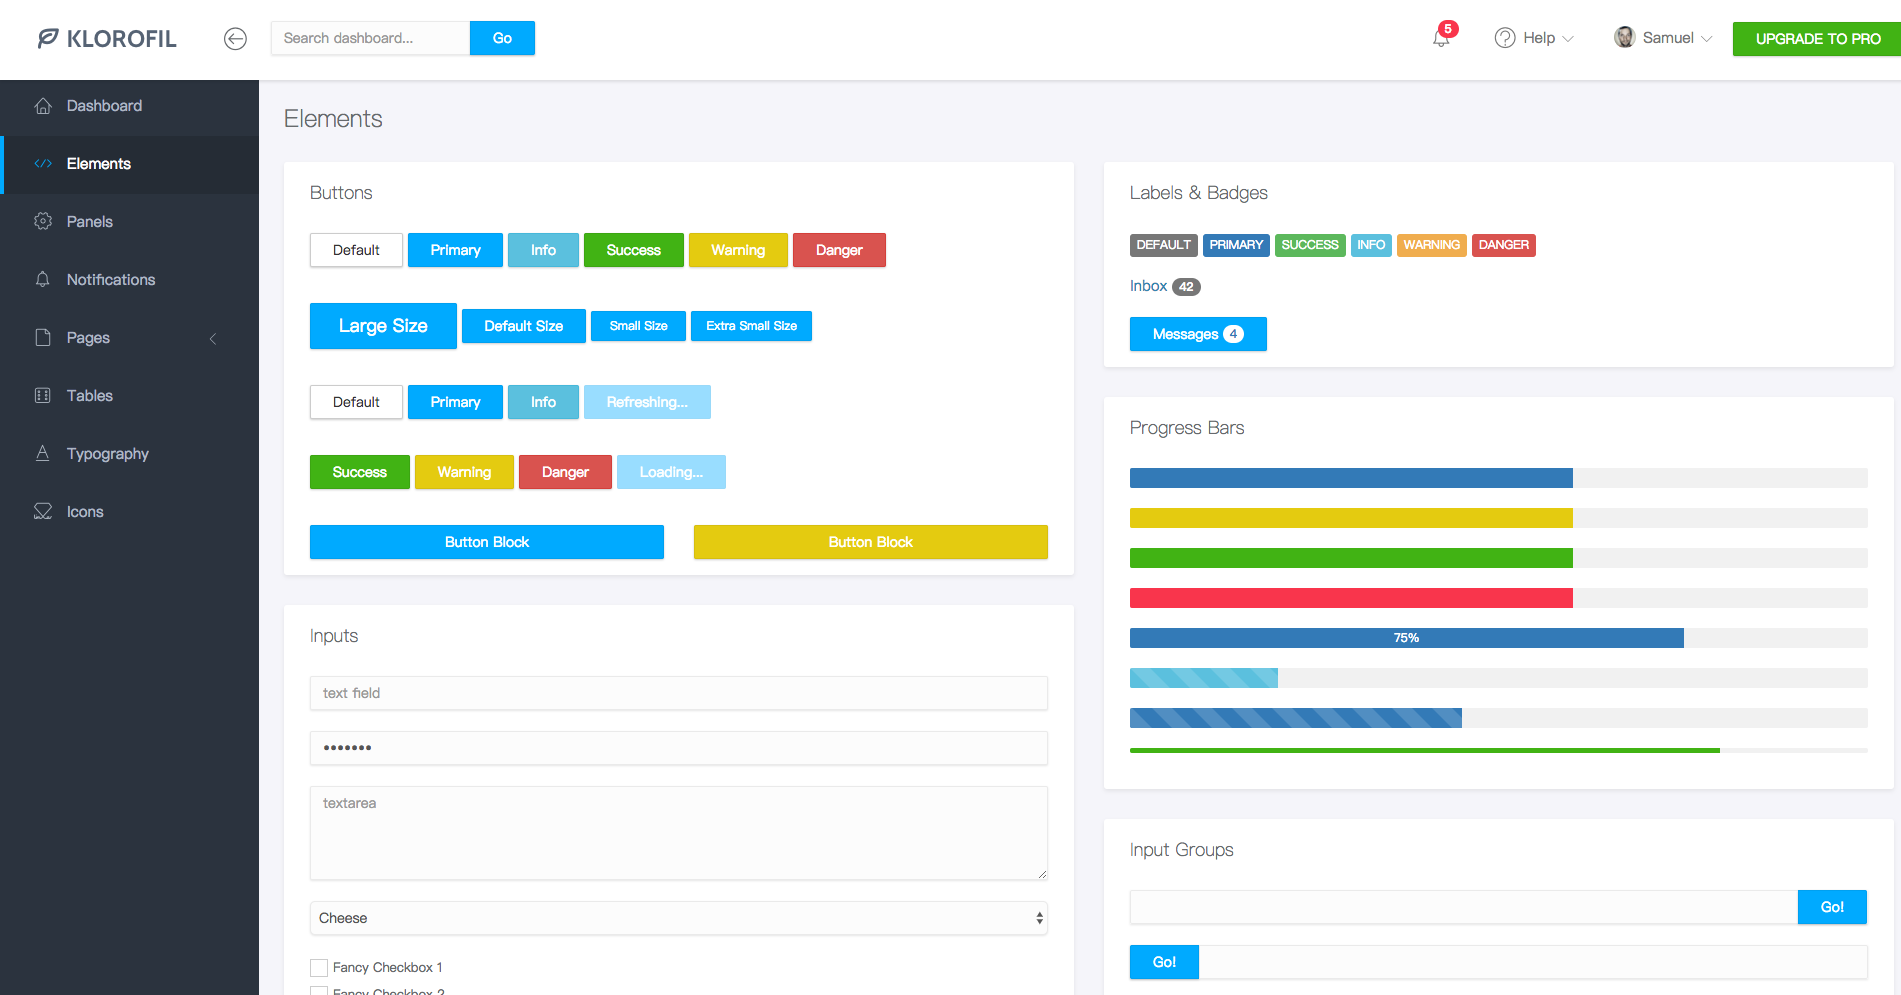 KLOROFIL
Search dashboard... Go
5
Help
Samuel
UPGRADE TO PRO
Dashboard
Elements
Panels
Notifications
Pages
Tables
Typography
Icons
Elements
Buttons
Default Primary Info Success Warning Danger
Large Size Default Size Small Size Extra Small Size
Default Primary Info Refreshing...
Success Warning Danger Loading...
Button Block Button Block
Inputs
text field
•••••••
textarea
Cheese
Fancy Checkbox 1
Fancy Checkbox 2
Labels & Badges
DEFAULT PRIMARY SUCCESS INFO WARNING DANGER
Inbox 42
Messages 4
Progress Bars
75%
Input Groups
Go!
Go!